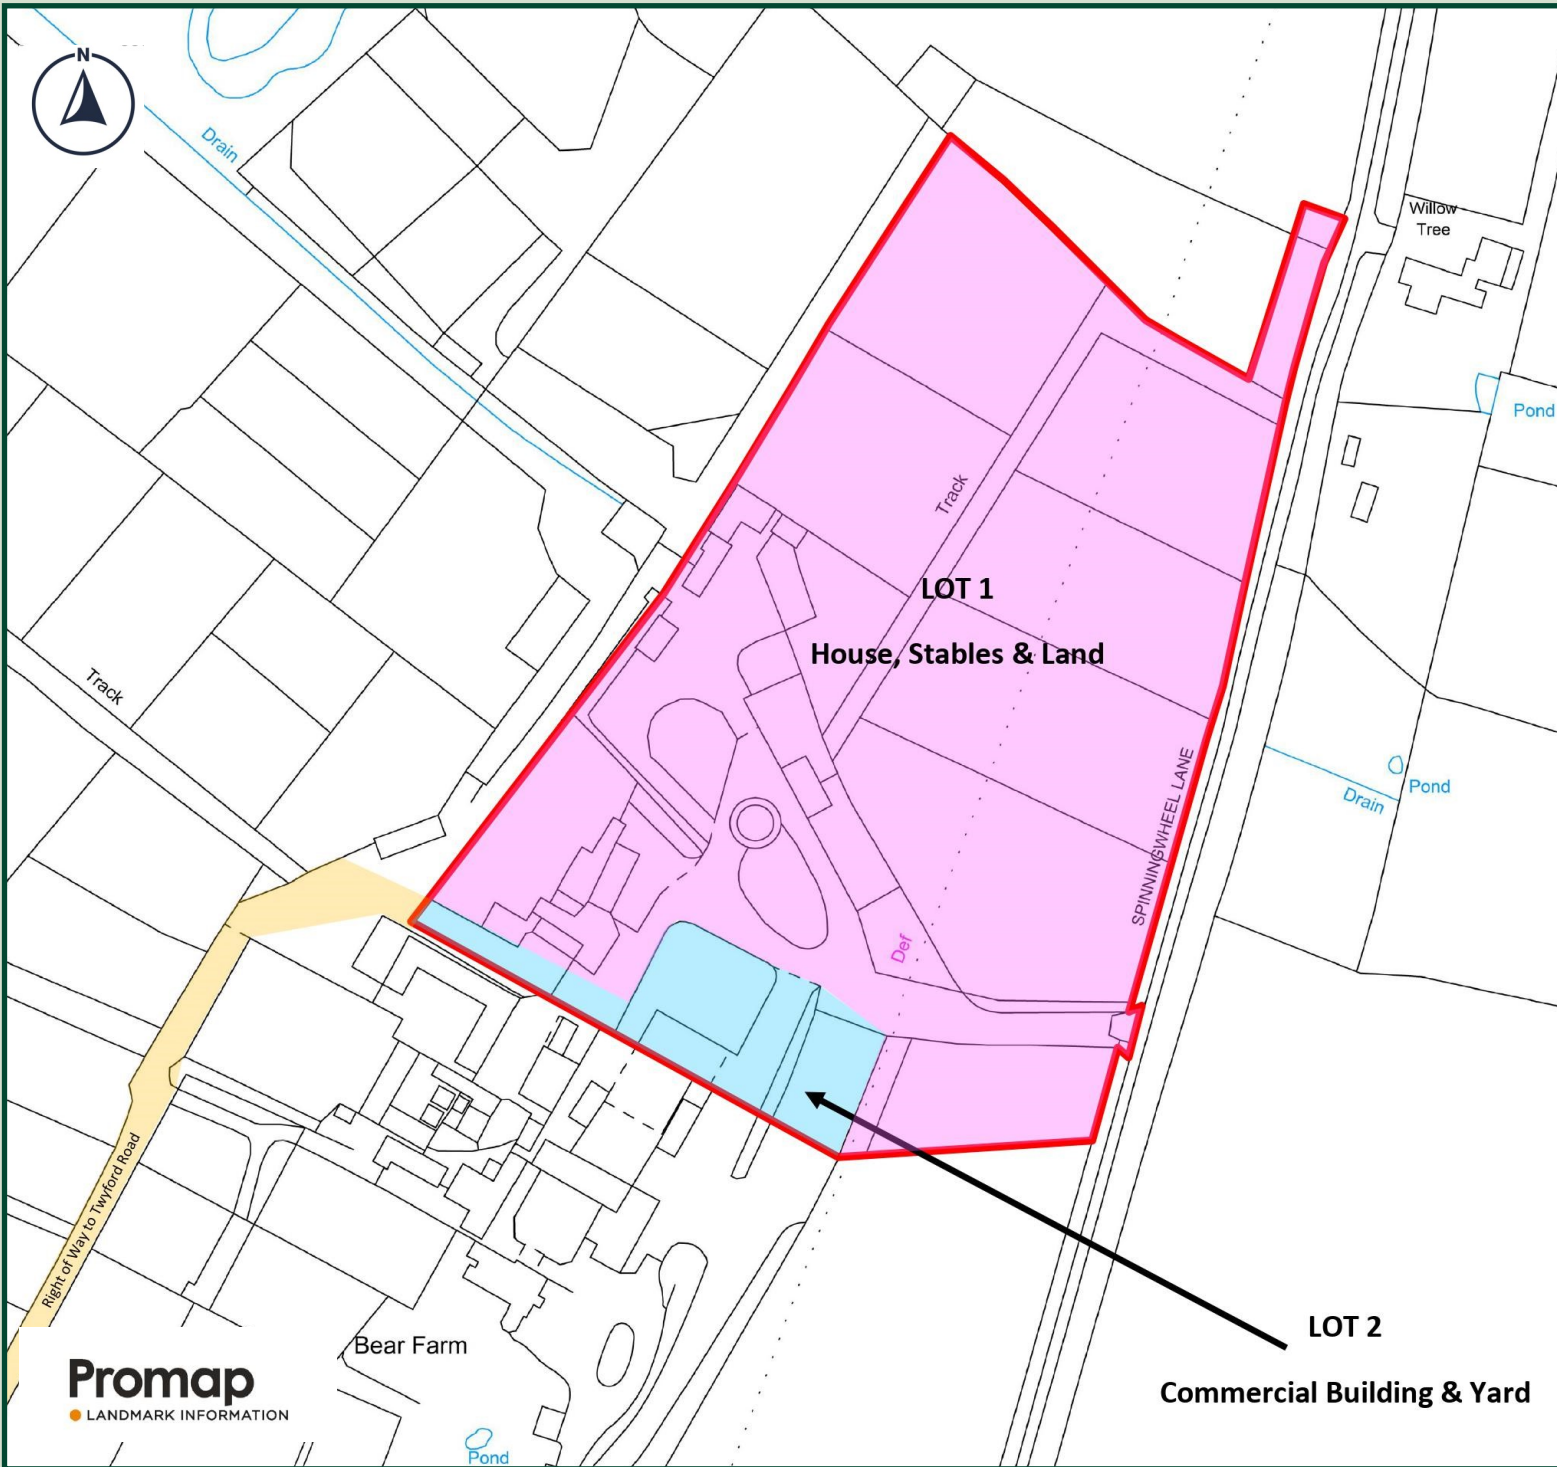 N
Drain
Willow
Tree
Pond
Track
LOT 1
House, Stables & Land
Track
SPINNINGWHEEL LANE
Pond
Drain
Def
Right of Way to Twyford Road
LOT 2
Bear Farm
Commercial Building & Yard
Promap
LANDMARK INFORMATION
Pond